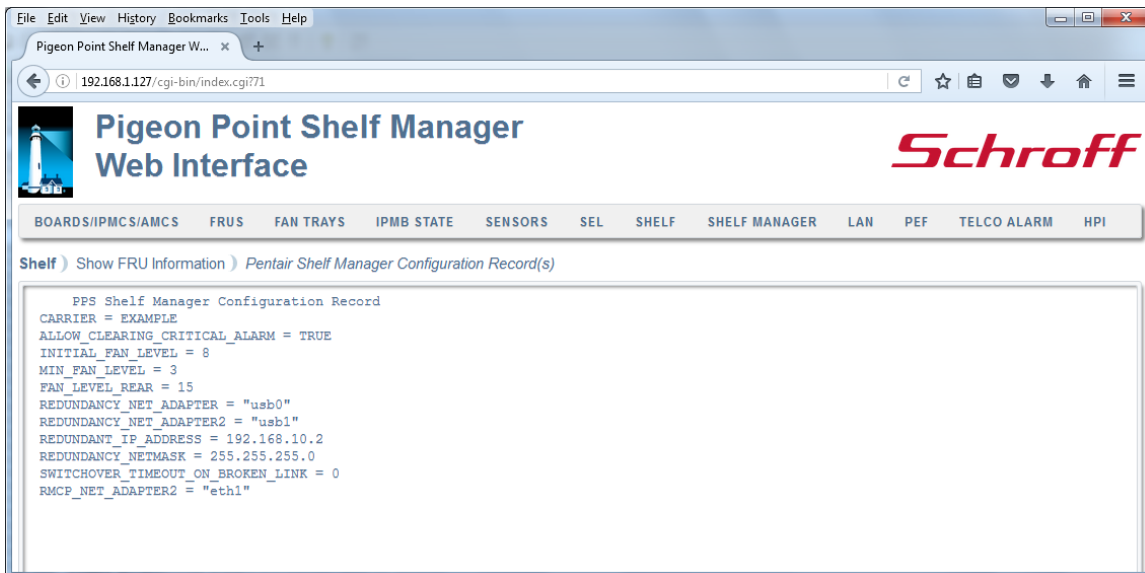 File Edit View History Bookmarks Tools Help
Pigeon Point Shelf Manager W... × +
192.168.1.127/cgi-bin/index.cgi?71
Pigeon Point Shelf Manager
Web Interface
Schroff
BOARDS/IPMCS/AMCS FRUS FAN TRAYS IPMB STATE SENSORS SEL SHELF SHELF MANAGER LAN PEF TELCO ALARM HPI
Shelf ) Show FRU Information ) Pentair Shelf Manager Configuration Record(s)
PPS Shelf Manager Configuration Record
CARRIER = EXAMPLE
ALLOW_CLEARING_CRITICAL_ALARM = TRUE
INITIAL_FAN_LEVEL = 8
MIN_FAN_LEVEL = 3
FAN_LEVEL_REAR = 15
REDUNDANCY_NET_ADAPTER = "usb0"
REDUNDANCY_NET_ADAPTER2 = "usb1"
REDUNDANT_IP_ADDRESS = 192.168.10.2
REDUNDANCY_NETMASK = 255.255.255.0
SWITCHOVER_TIMEOUT_ON_BROKEN_LINK = 0
RMCP_NET_ADAPTER2 = "eth1"